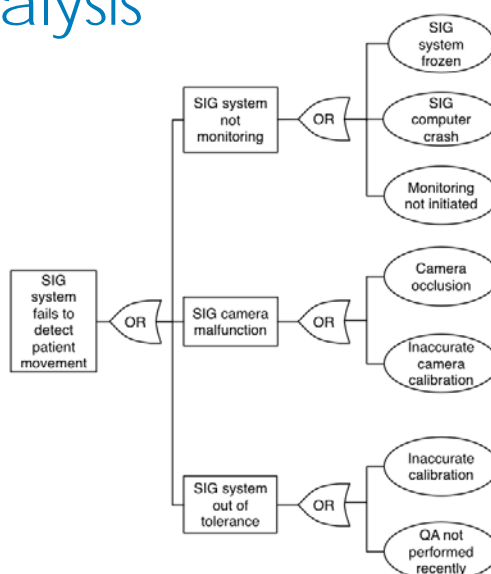 alysis
SIG
system
frozen
SIG system
not
monitoring
OR
SIG
computer
crash
Monitoring
not initiated
SIG
system
fails to
detect
patient
movement
OR
SIG camera
malfunction
OR
Camera
occlusion
Inaccurate
camera
calibration
SIG system
out of
tolerance
OR
Inaccurate
calibration
QA not
performed
recently